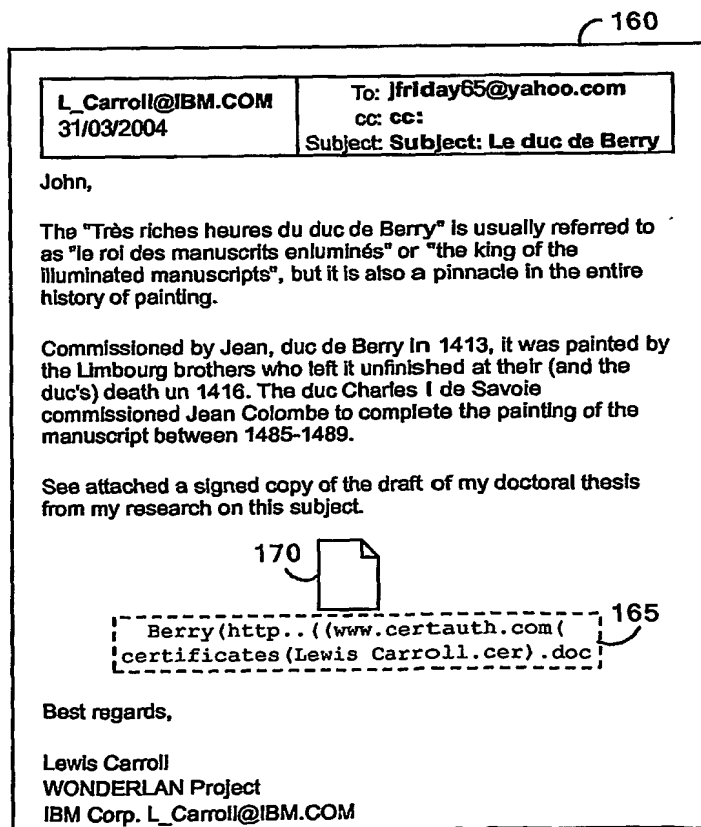 160
L_Carroll@IBM.COM
31/03/2004
To: jfriday65@yahoo.com
cc: cc:
Subject: Subject: Le duc de Berry
John,
The "Très riches heures du duc de Berry" is usually referred to
as "le roi des manuscrits enluminés" or "the king of the
illuminated manuscripts", but it is also a pinnacle in the entire
history of painting.
Commissioned by Jean, duc de Berry in 1413, it was painted by
the Limbourg brothers who left it unfinished at their (and the
duc's) death un 1416. The duc Charles I de Savoie
commissioned Jean Colombe to complete the painting of the
manuscript between 1485-1489.
See attached a signed copy of the draft of my doctoral thesis
from my research on this subject.
170
165
Berry(http..((www.certauth.com(
certificates(Lewis Carroll.cer).doc
Best regards,
Lewis Carroll
WONDERLAN Project
IBM Corp. L_Carroll@IBM.COM